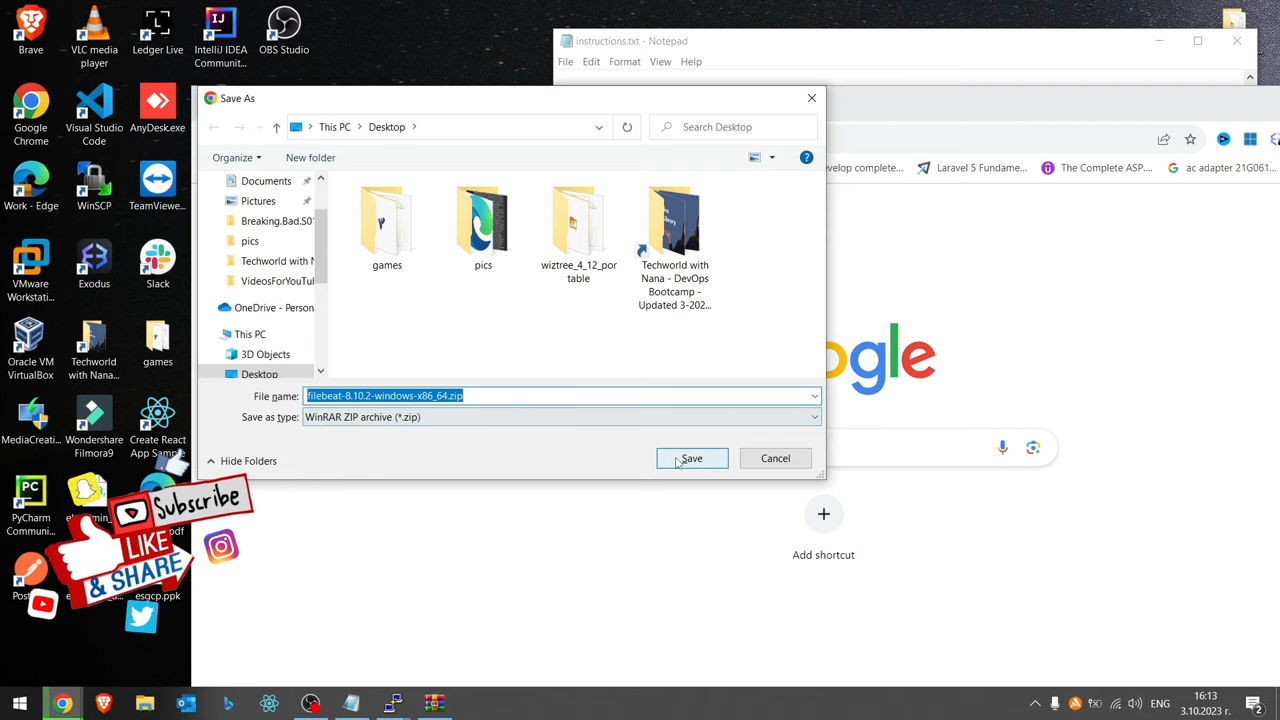 Brave
VLC media
player
Ledger Live
IntelliJ IDEA
Communit...
OBS Studio
Google
Chrome
Visual Studio
Code
AnyDesk.exe
Work - Edge
WinSCP
TeamViewe...
VMware
Workstati...
Exodus
Slack
Oracle VM
VirtualBox
Techworld
with Nana...
games
MediaCreati...
Wondershare
Filmora9
Create React
App Sample
PyCharm
Communi...
esgcp.ppk
Subscribe
LIKE
& SHARE
instructions.txt - Notepad
File Edit Format View Help
Save As
This PC > Desktop >
Search Desktop
Organize
New folder
Documents
Pictures
Breaking.Bad.S0
pics
Techworld with N
VideosForYouTu
OneDrive - Person
This PC
3D Objects
Desktop
games
pics
wiztree_4_12_por
table
Techworld with
Nana - DevOps
Bootcamp -
Updated 3-202...
File name: filebeat-8.10.2-windows-x86_64.zip
Save as type: WinRAR ZIP archive (*.zip)
Hide Folders
Save
Cancel
evelop complete...
Laravel 5 Fundame...
The Complete ASP....
ac adapter 21G061...
ogle
Add shortcut
ENG
16:13
3.10.2023 г.
2